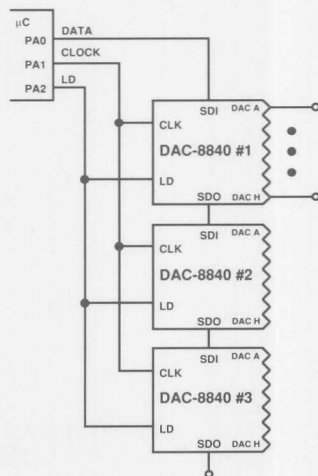 µC
DATA
PA0
CLOCK
PA1
LD
PA2
SDI DAC A
CLK
DAC-8840 #1
LD
SDO DAC H
SDI DAC A
CLK
DAC-8840 #2
LD
SDO DAC H
SDI DAC A
CLK
DAC-8840 #3
LD
SDO DAC H